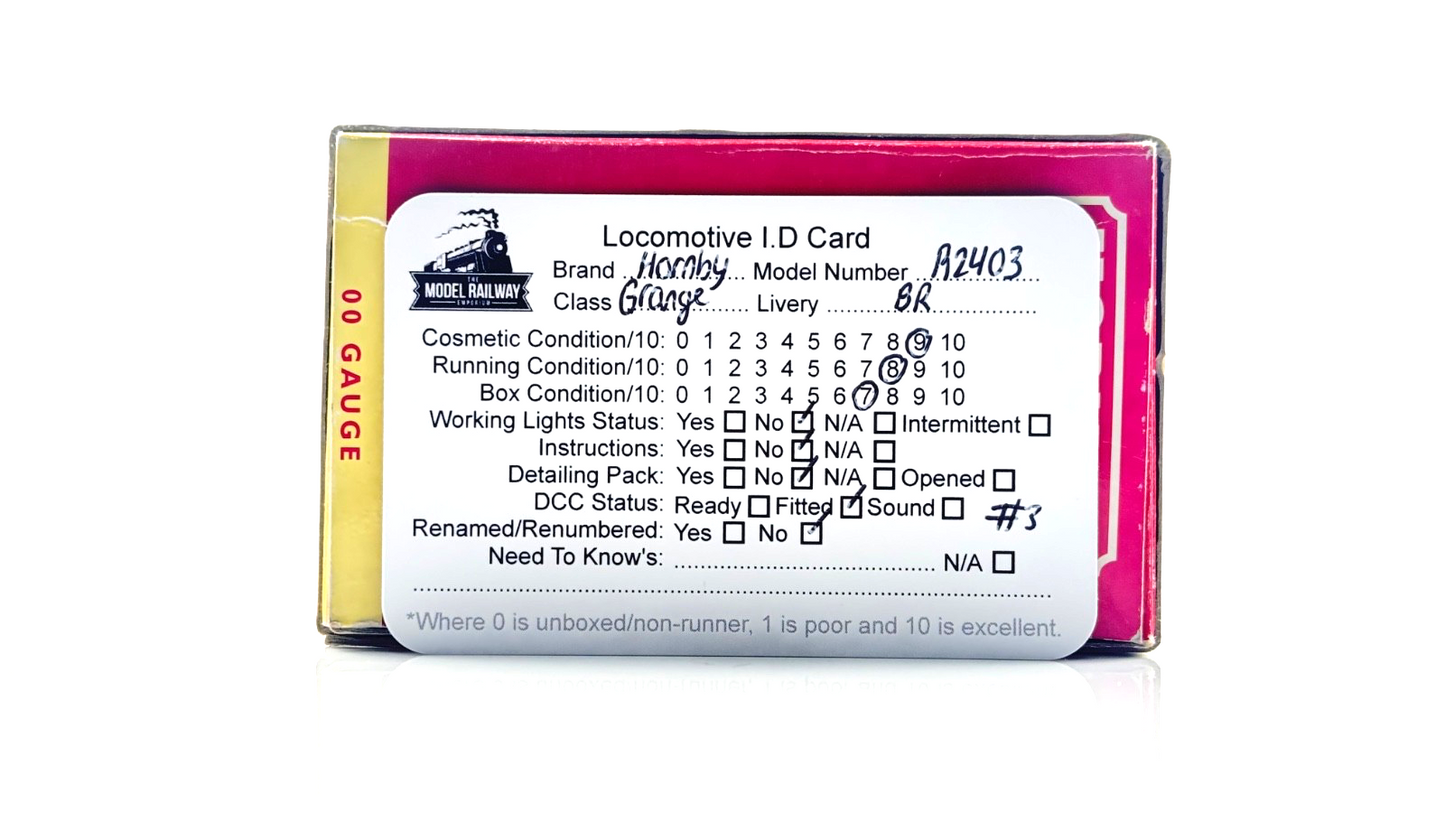 00 GAUGE
THE
MODEL RAILWAY
EMPORIUM
Locomotive I.D Card
Brand ..Hornby... Model Number ..R2403...
Class Grange....... Livery .......BR.............
Cosmetic Condition/10: 0 1 2 3 4 5 6 7 8 9 10
Running Condition/10: 0 1 2 3 4 5 6 7 8 9 10
Box Condition/10: 0 1 2 3 4 5 6 7 8 9 10
Working Lights Status: Yes ☐ No ☑ N/A ☐ Intermittent ☐
Instructions: Yes ☐ No ☑ N/A ☐
Detailing Pack: Yes ☐ No ☑ N/A ☐ Opened ☐
DCC Status: Ready ☐ Fitted ☑ Sound ☐ #3
Renamed/Renumbered: Yes ☐ No ☑
Need To Know's: ........................................ N/A ☐
*Where 0 is unboxed/non-runner, 1 is poor and 10 is excellent.